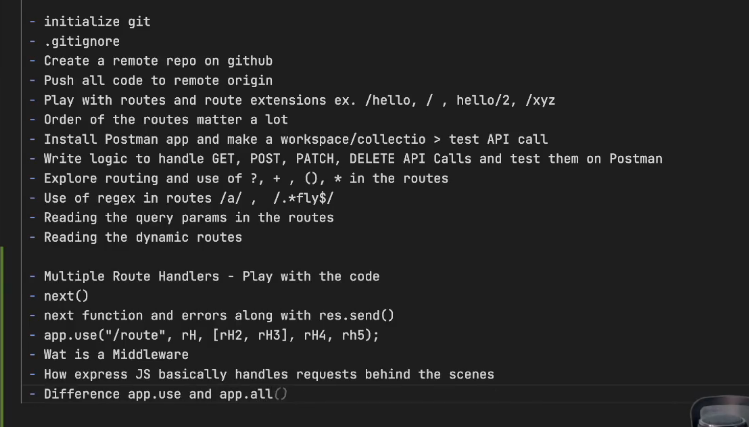 - initialize git
- .gitignore
- Create a remote repo on github
- Push all code to remote origin
- Play with routes and route extensions ex. /hello, / , hello/2, /xyz
- Order of the routes matter a lot
- Install Postman app and make a workspace/collectio > test API call
- Write logic to handle GET, POST, PATCH, DELETE API Calls and test them on Postman
- Explore routing and use of ?, + , (), * in the routes
- Use of regex in routes /a/ ,  /.*fly$/
- Reading the query params in the routes
- Reading the dynamic routes
- Multiple Route Handlers - Play with the code
- next()
- next function and errors along with res.send()
- app.use("/route", rH, [rH2, rH3], rH4, rh5);
- Wat is a Middleware
- How express JS basically handles requests behind the scenes
- Difference app.use and app.all()